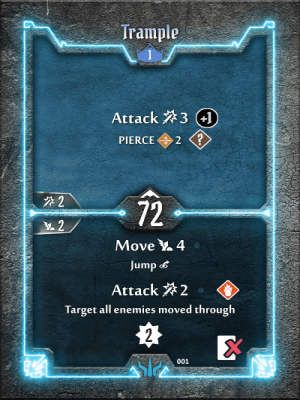 Trample
1
Attack 3 +1
PIERCE 2 ?
2
72
2
Move 4
Jump
Attack 2
Target all enemies moved through
2
001